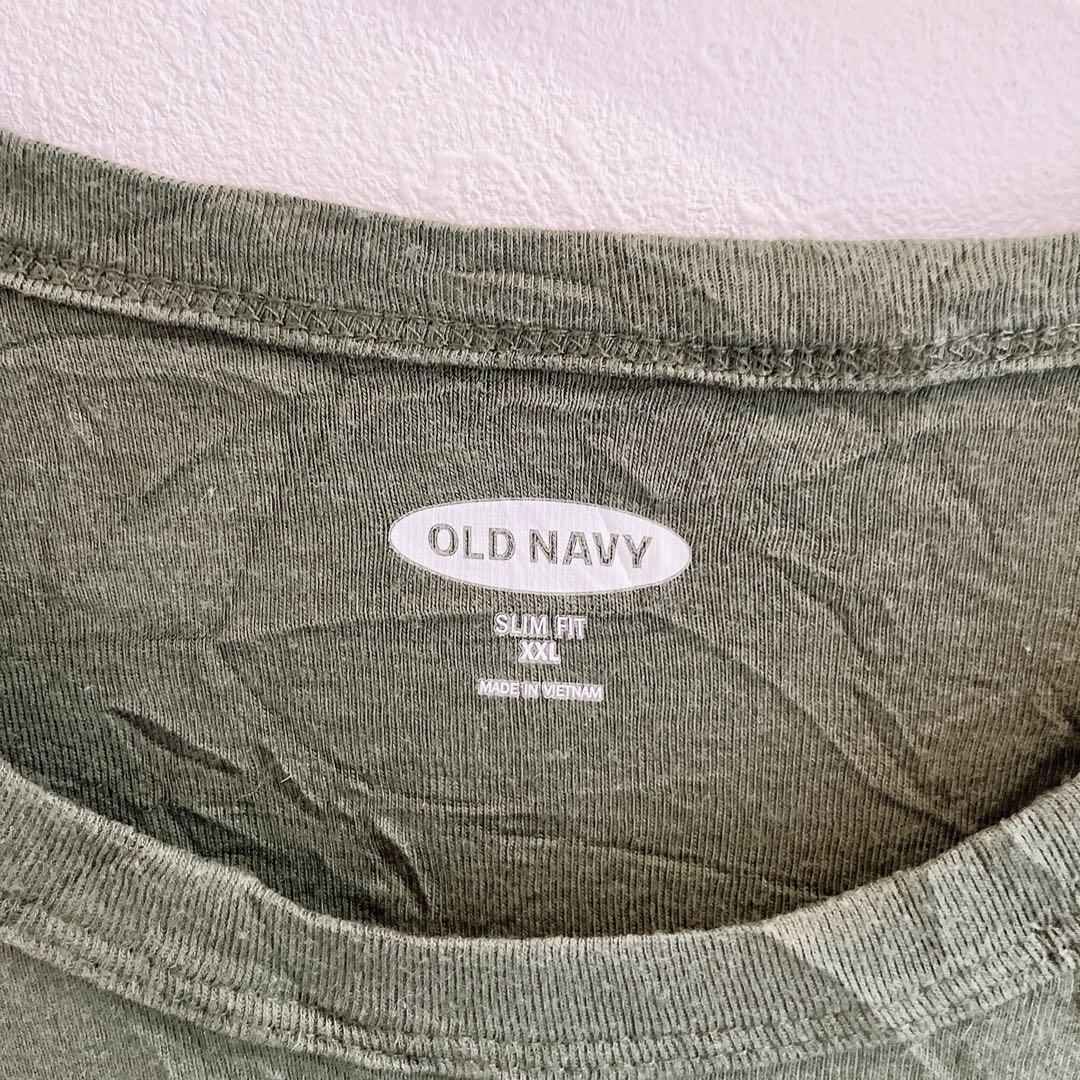 OLD NAVY
SLIM FIT
XXL
MADE IN VIETNAM